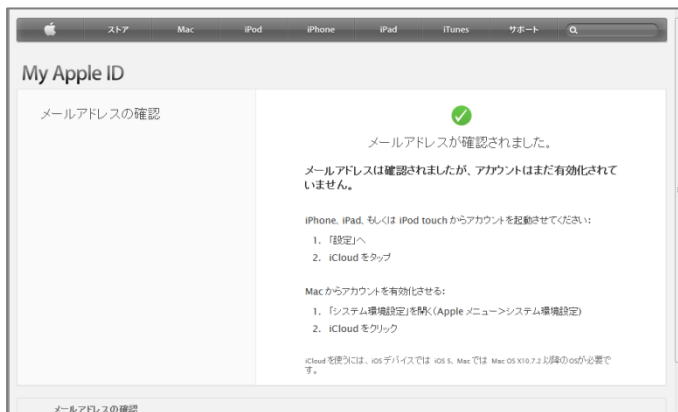 ストア Mac iPod iPhone iPad iTunes サポート
My Apple ID
メールアドレスの確認
メールアドレスが確認されました。
メールアドレスは確認されましたが、アカウントはまだ有効化されて
いません。
iPhone、iPad、もしくは iPod touch からアカウントを起動させてください:
1. 「設定」へ
2. iCloud をタップ
Mac からアカウントを有効化させる:
1. 「システム環境設定」を開く(Apple メニュー>システム環境設定)
2. iCloud をクリック
iCloud を使うには、iOS デバイスでは iOS 5、Mac では Mac OS X10.7.2 以降の OSが必要で
す。
メールアドレスの確認